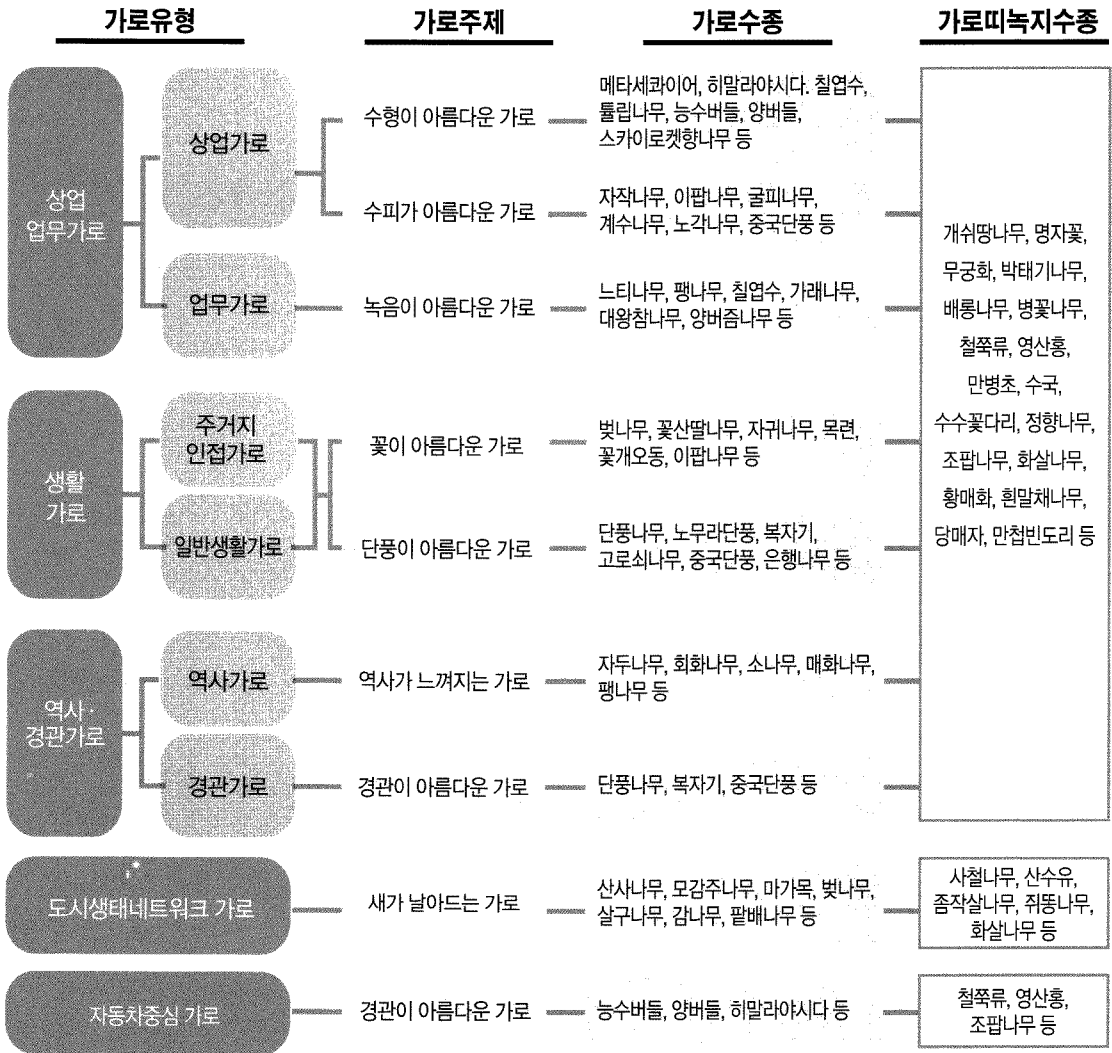 가로유형
가로주제
가로수종
가로띠녹지수종
상업
업무가로
상업가로
수형이 아름다운 가로
메타세콰이어, 히말라야시다. 칠엽수,
튤립나무, 능수버들, 양버들,
스카이로켓향나무 등
수피가 아름다운 가로
자작나무, 이팝나무, 굴피나무,
계수나무, 노각나무, 중국단풍 등
업무가로
녹음이 아름다운 가로
느티나무, 팽나무, 칠엽수, 가래나무,
대왕참나무, 양버즘나무 등
생활
가로
주거지
인접가로
일반생활가로
꽃이 아름다운 가로
벚나무, 꽃산딸나무, 자귀나무, 목련,
꽃개오동, 이팝나무 등
단풍이 아름다운 가로
단풍나무, 노무라단풍, 복자기,
고로쇠나무, 중국단풍, 은행나무 등
역사·
경관가로
역사가로
역사가 느껴지는 가로
자두나무, 회화나무, 소나무, 매화나무,
팽나무 등
경관가로
경관이 아름다운 가로
단풍나무, 복자기, 중국단풍 등
개쉬땅나무, 명자꽃,
무궁화, 박태기나무,
배롱나무, 병꽃나무,
철쭉류, 영산홍,
만병초, 수국,
수수꽃다리, 정향나무,
조팝나무, 화살나무,
황매화, 흰말채나무,
당매자, 만첩빈도리 등
도시생태네트워크 가로
새가 날아드는 가로
산사나무, 모감주나무, 마가목, 벚나무,
살구나무, 감나무, 팥배나무 등
사철나무, 산수유,
좀작살나무, 쥐똥나무,
화살나무 등
자동차중심 가로
경관이 아름다운 가로
능수버들, 양버들, 히말라야시다 등
철쭉류, 영산홍,
조팝나무 등